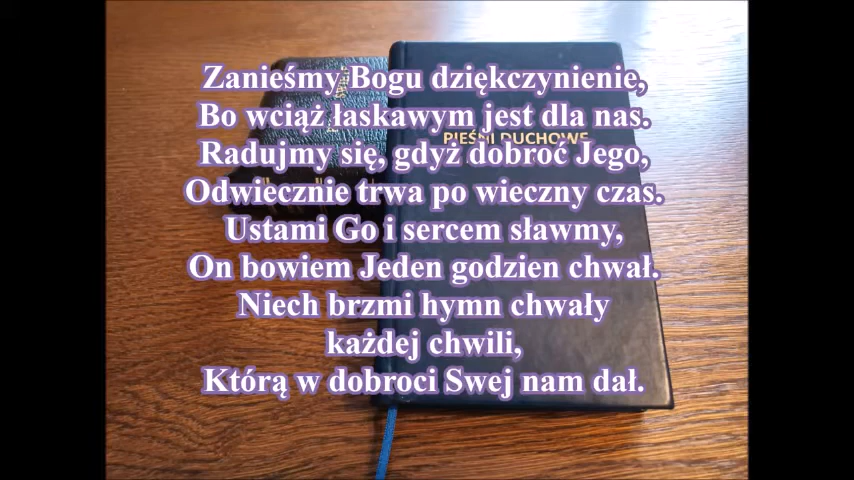 Zanieśmy Bogu dziękczynienie,
Bo wciąż łaskawym jest dla nas.
PIEŚNI DUCHOWE
Radujmy się, gdyż dobroć Jego,
Odwiecznie trwa po wieczny czas.
Ustami Go i sercem sławmy,
On bowiem Jeden godzien chwał.
Niech brzmi hymn chwały
każdej chwili,
Którą w dobroci Swej nam dał.